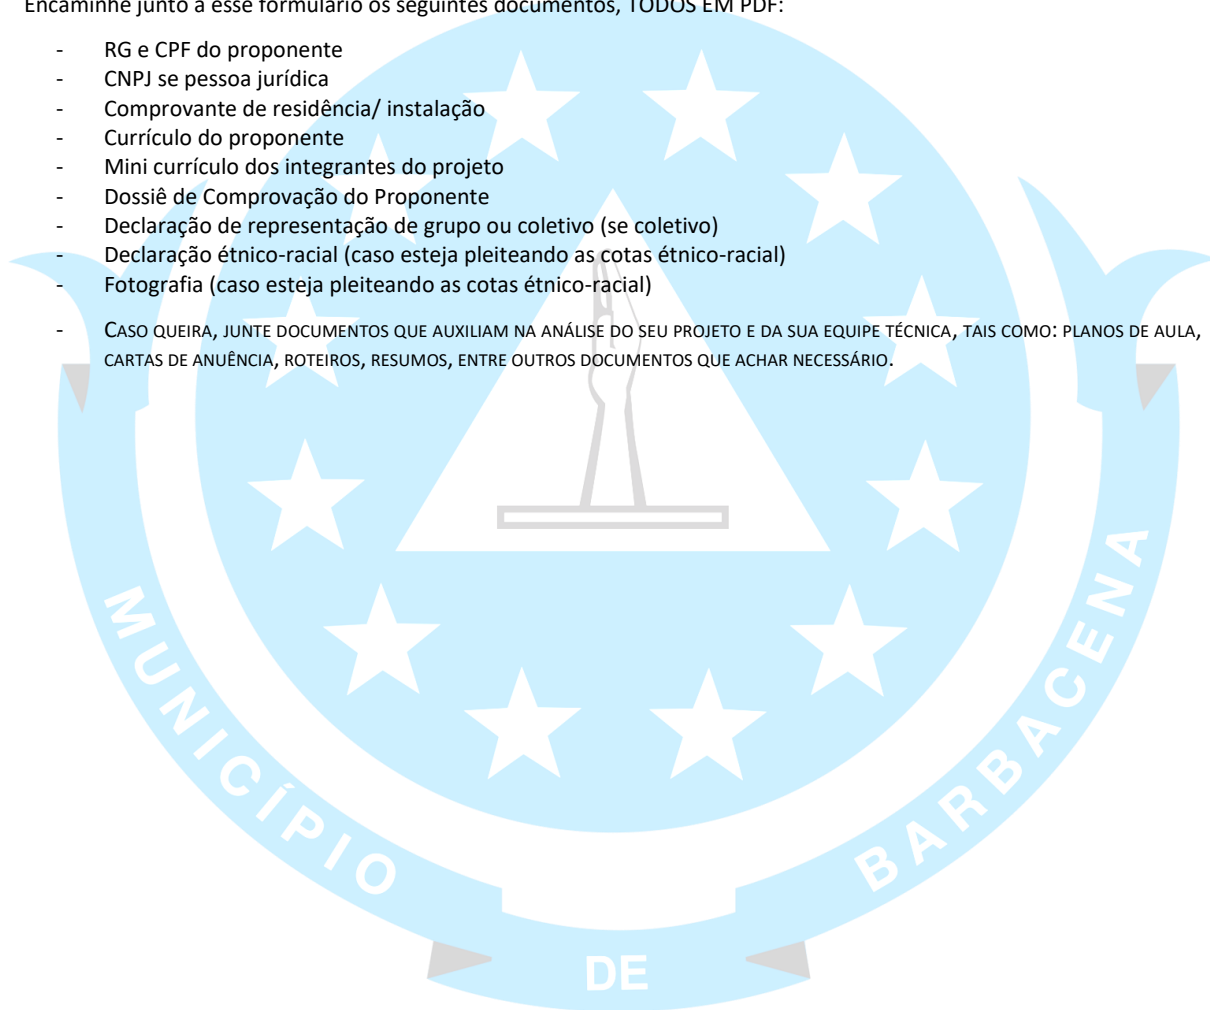 Encaminhe junto a esse formulário os seguintes documentos, TODOS EM PDF:
- RG e CPF do proponente
- CNPJ se pessoa jurídica
- Comprovante de residência/ instalação
- Currículo do proponente
- Mini currículo dos integrantes do projeto
- Dossiê de Comprovação do Proponente
- Declaração de representação de grupo ou coletivo (se coletivo)
- Declaração étnico-racial (caso esteja pleiteando as cotas étnico-racial)
- Fotografia (caso esteja pleiteando as cotas étnico-racial)
- CASO QUEIRA, JUNTE DOCUMENTOS QUE AUXILIAM NA ANÁLISE DO SEU PROJETO E DA SUA EQUIPE TÉCNICA, TAIS COMO: PLANOS DE AULA,
CARTAS DE ANUÊNCIA, ROTEIROS, RESUMOS, ENTRE OUTROS DOCUMENTOS QUE ACHAR NECESSÁRIO.
MUNICÍPIO
DE
BARBACENA